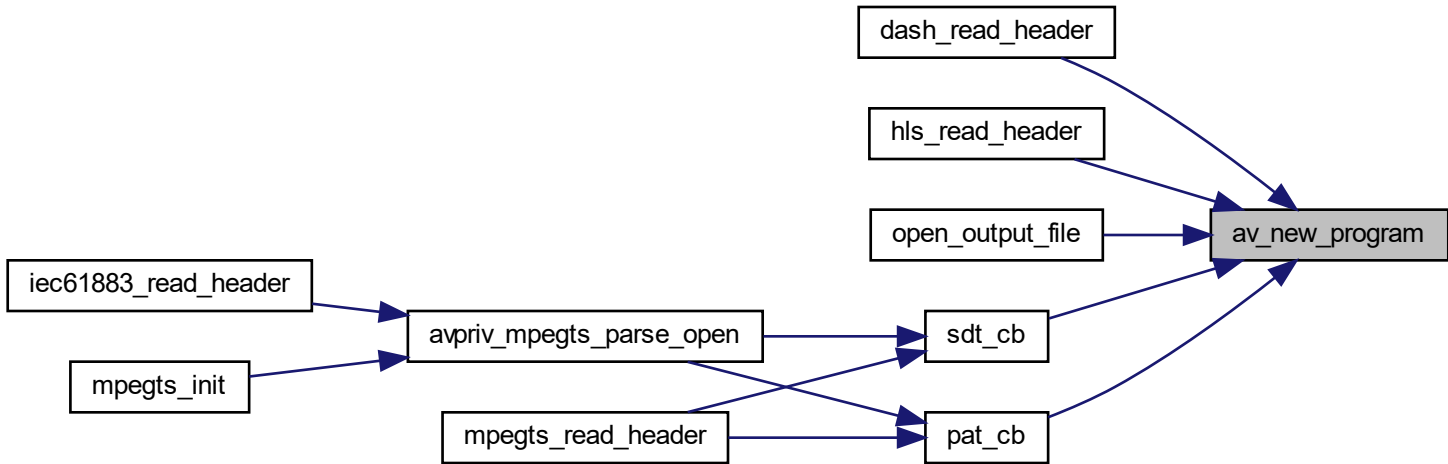 dash_read_header
hls_read_header
open_output_file
av_new_program
iec61883_read_header
avpriv_mpegts_parse_open
sdt_cb
mpegts_init
mpegts_read_header
pat_cb